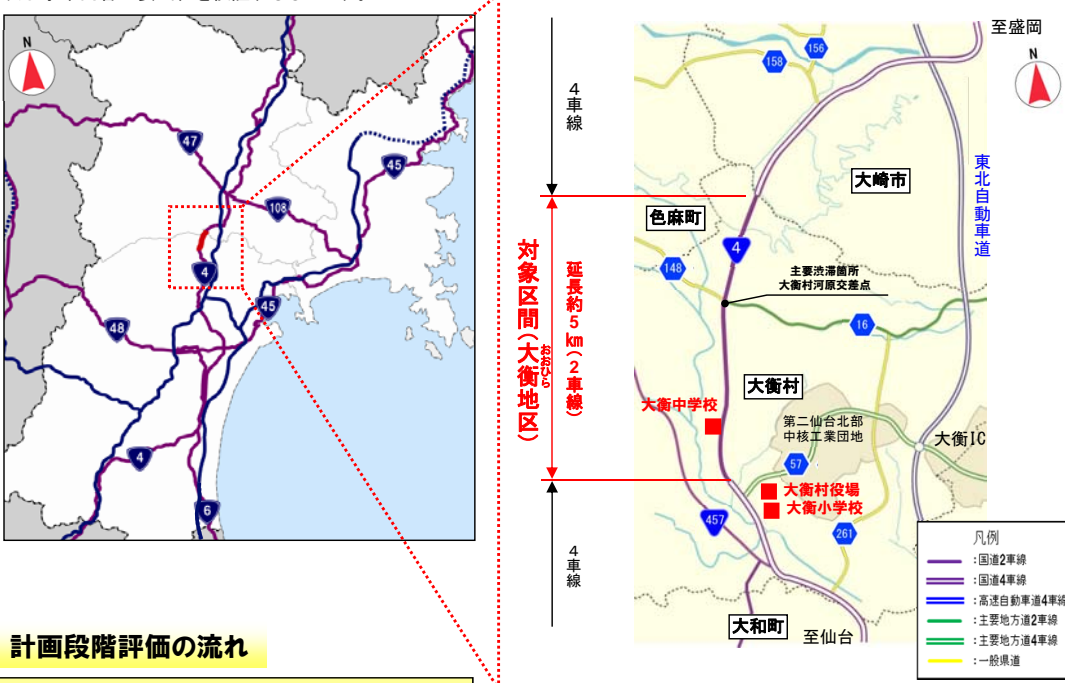 N
47
45
108
4
45
48
4
6
計画段階評価の流れ
4車線
対象区間(大衡地区)
おおひら
延長約5km(2車線)
4車線
至盛岡
N
156
158
東北自動車道
大崎市
色麻町
4
148
主要渋滞箇所
大衡村河原交差点
16
大衡村
大衡中学校
第二仙台北部
中核工業団地
大衡IC
57
大衡村役場
大衡小学校
457
261
大和町
至仙台
凡例
:国道2車線
:国道4車線
:高速自動車道4車線
:主要地方道2車線
:主要地方道4車線
:一般県道